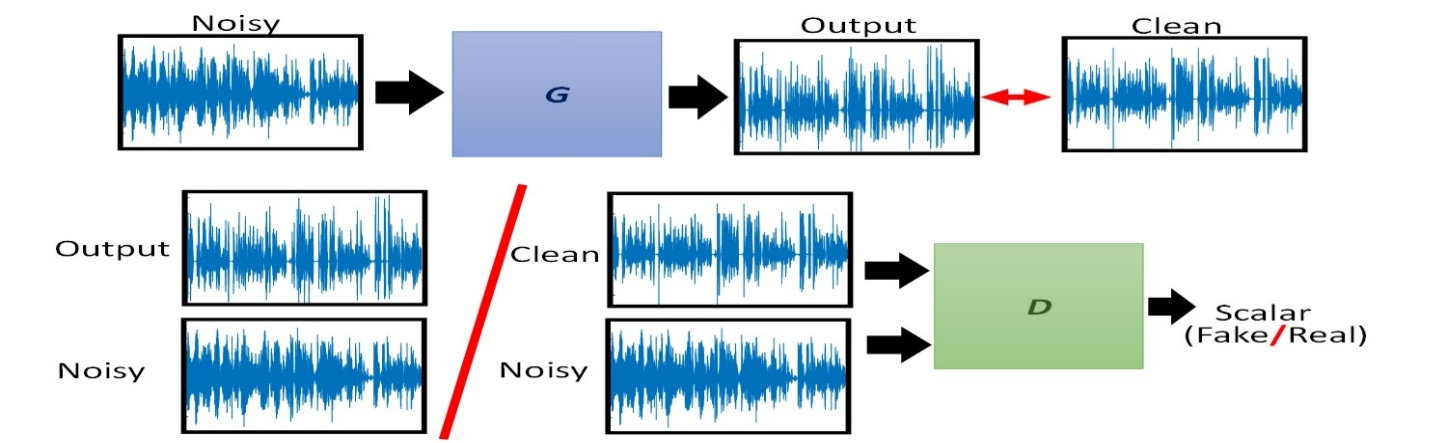 Noisy
Output
Clean
G
Output
Clean
D
Scalar
(Fake/Real)
Noisy
Noisy